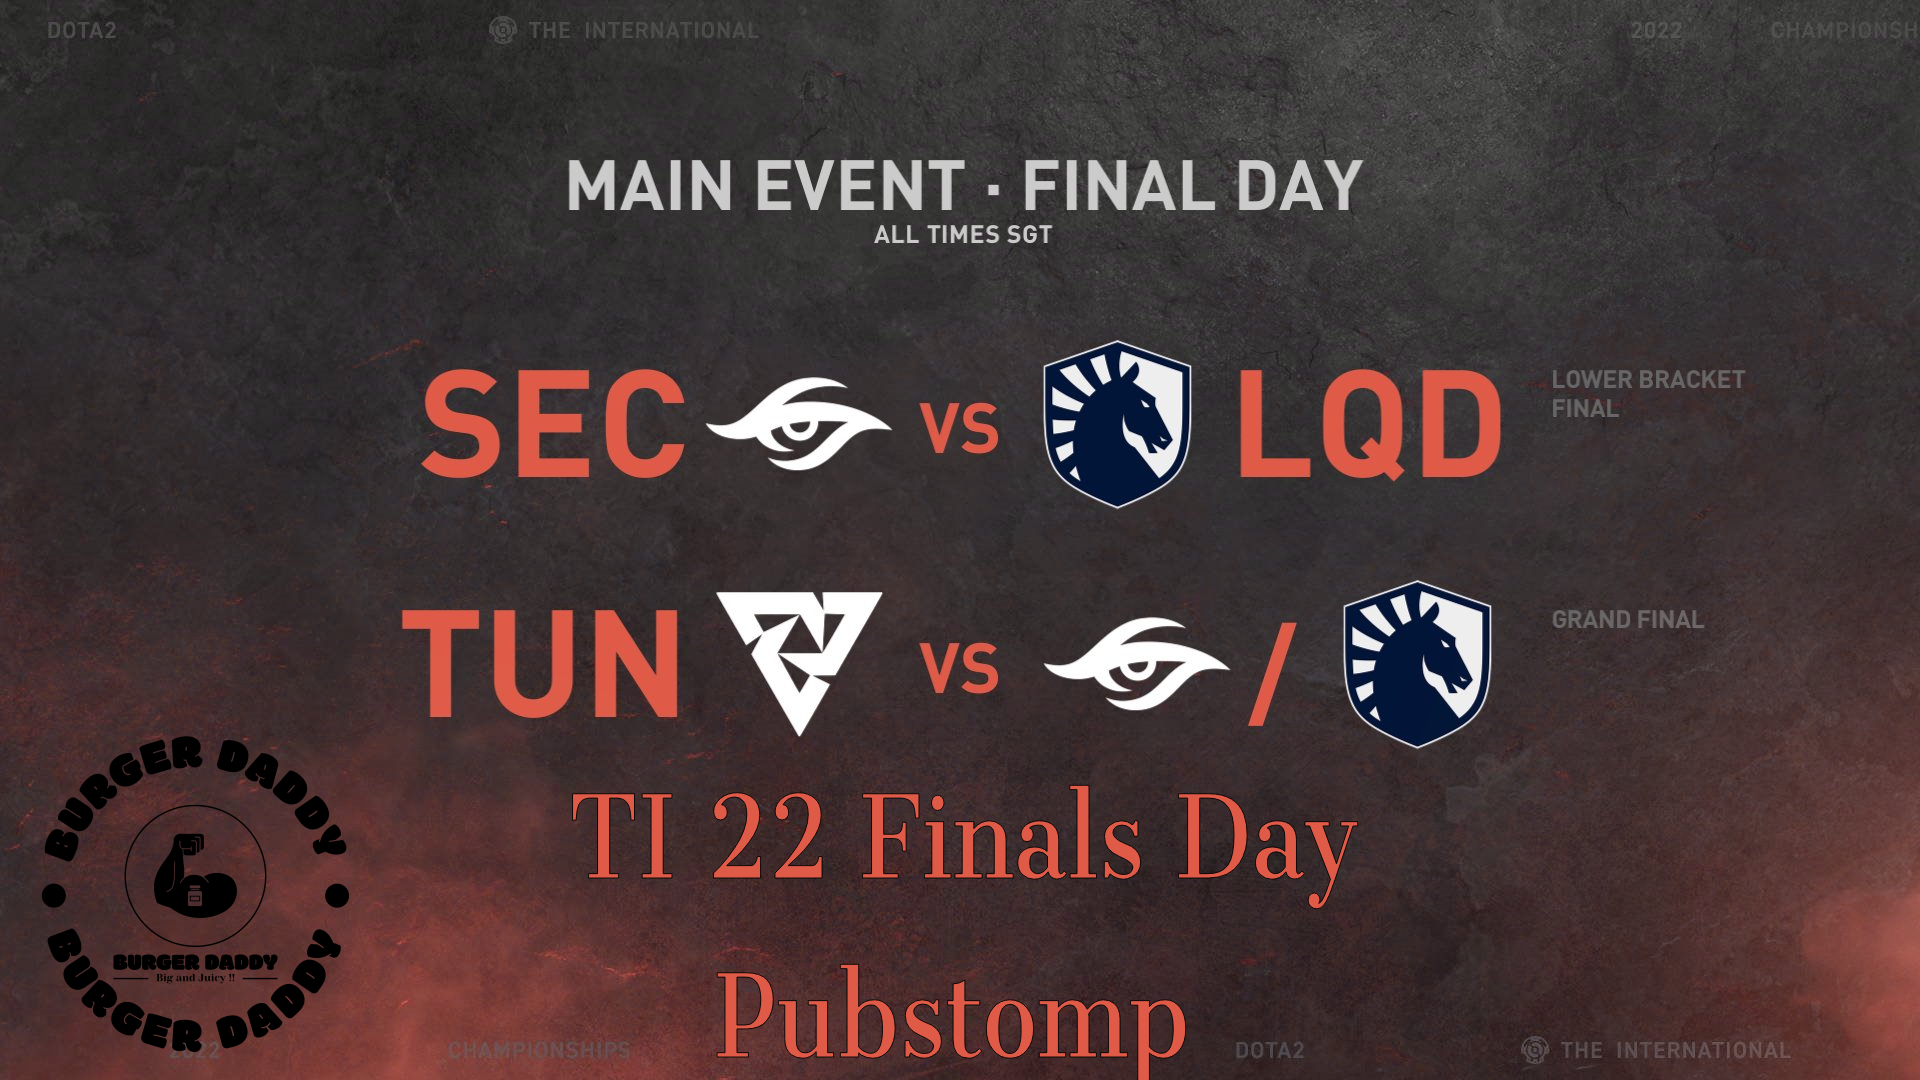 DOTA2 THE INTERNATIONAL 2022 CHAMPIONSH
MAIN EVENT · FINAL DAY
ALL TIMES SGT
SEC VS LQD
LOWER BRACKET
FINAL
TUN VS /
GRAND FINAL
TI 22 Finals Day
Pubstomp
BURGER DADDY
BURGER DADDY
Big and Juicy !!
BURGER DADDY
2022 CHAMPIONSHIPS DOTA2 THE INTERNATIONAL